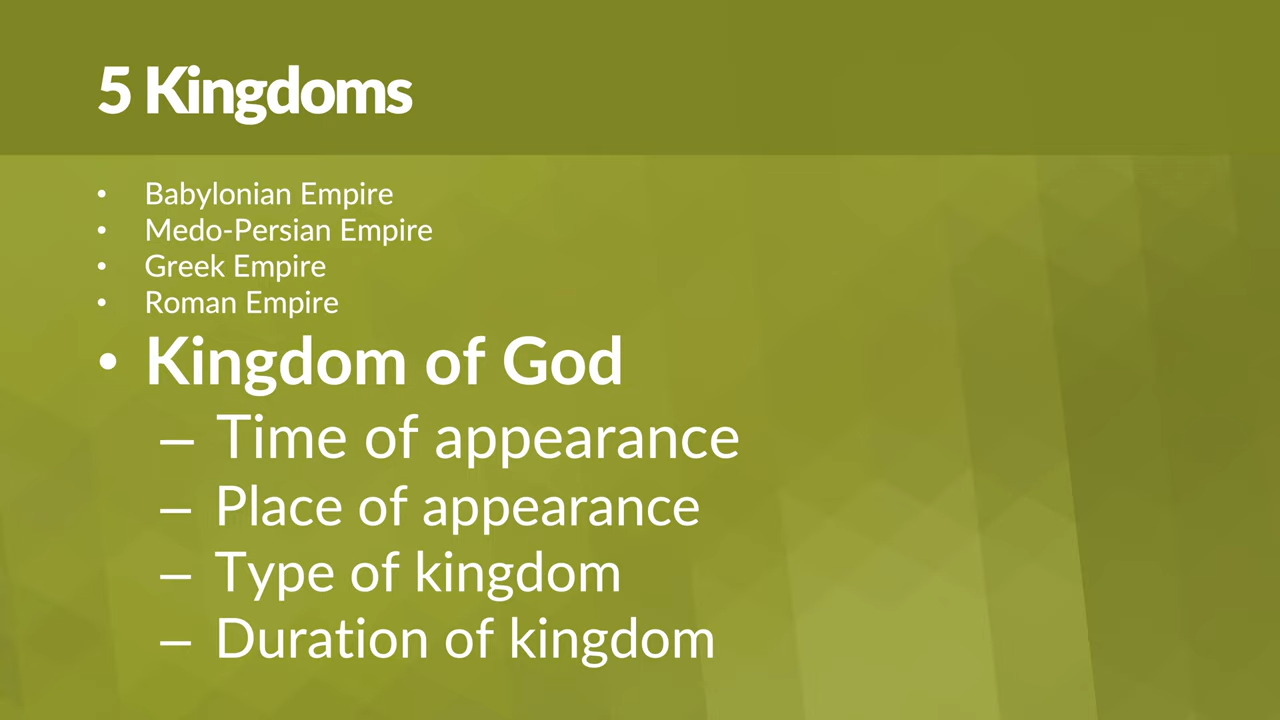 5 Kingdoms
• Babylonian Empire
• Medo-Persian Empire
• Greek Empire
• Roman Empire
• Kingdom of God
– Time of appearance
– Place of appearance
– Type of kingdom
– Duration of kingdom